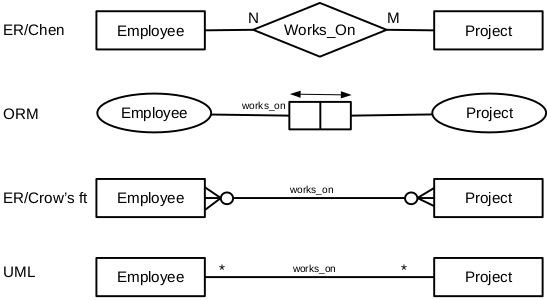 ER/Chen Employee N Works_On M Project
ORM Employee works_on Project
ER/Crow's ft Employee works_on Project
UML Employee * works_on * Project